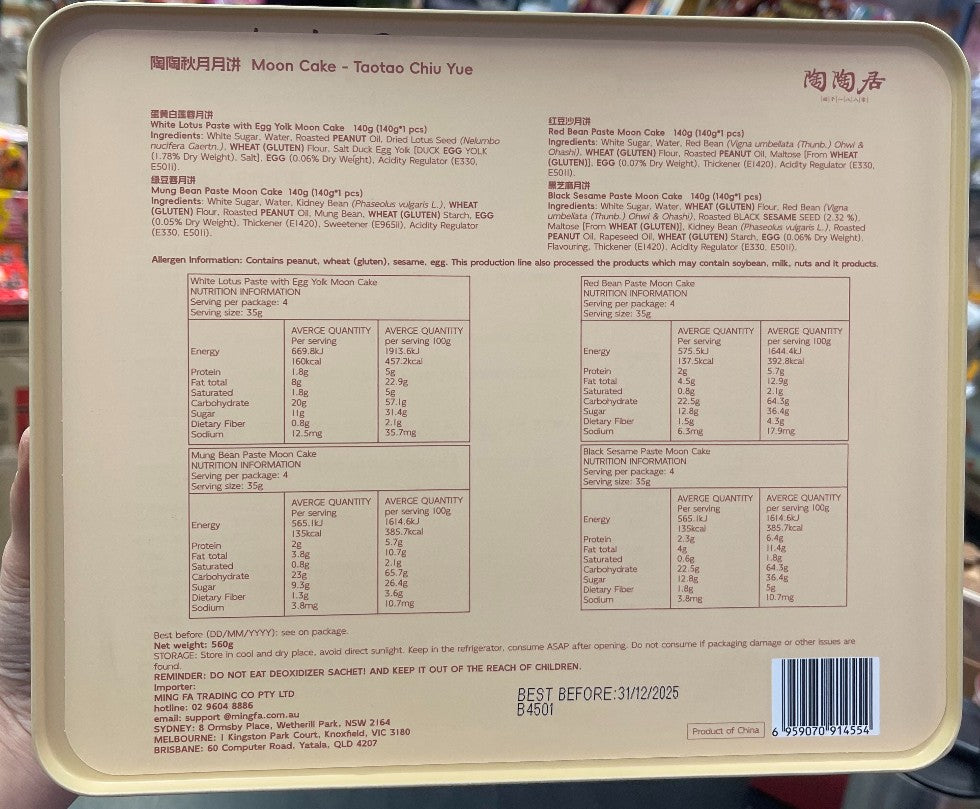 陶陶秋月月饼 Moon Cake - Taotao Chiu Yue
陶陶居
蛋黄白莲蓉月饼
White Lotus Paste with Egg Yolk Moon Cake 140g (140g*1 pcs)
Ingredients: White Sugar, Water, Roasted PEANUT Oil, Dried Lotus Seed (Nelumbo
nucifera Gaertn.), WHEAT (GLUTEN) Flour, Salt Duck Egg Yolk [DUCK EGG YOLK
(1.78% Dry Weight), Salt], EGG (0.06% Dry Weight), Acidity Regulator (E330,
E501i).
绿豆蓉月饼
Mung Bean Paste Moon Cake 140g (140g*1 pcs)
Ingredients: White Sugar, Water, Kidney Bean (Phaseolus vulgaris L.), WHEAT
(GLUTEN) Flour, Roasted PEANUT Oil, Mung Bean, WHEAT (GLUTEN) Starch, EGG
(0.05% Dry Weight), Thickener (E1420), Sweetener (E965ii), Acidity Regulator
(E330, E501i).
红豆沙月饼
Red Bean Paste Moon Cake 140g (140g*1 pcs)
Ingredients: White Sugar, Water, Red Bean (Vigna umbellata (Thunb.) Ohwi &
Ohashi), WHEAT (GLUTEN) Flour, Roasted PEANUT Oil, Maltose [From WHEAT
(GLUTEN)], EGG (0.07% Dry Weight), Thickener (E1420), Acidity Regulator (E330,
E501i).
黑芝麻月饼
Black Sesame Paste Moon Cake 140g (140g*1 pcs)
Ingredients: White Sugar, Water, WHEAT (GLUTEN) Flour, Red Bean (Vigna
umbellata (Thunb.) Ohwi & Ohashi), Roasted BLACK SESAME SEED (2.32 %),
Maltose [From WHEAT (GLUTEN)], Kidney Bean (Phaseolus vulgaris L.), Roasted
PEANUT Oil, Rapeseed Oil, WHEAT (GLUTEN) Starch, EGG (0.06% Dry Weight),
Flavouring, Thickener (E1420), Acidity Regulator (E330, E501i).
Allergen Information: Contains peanut, wheat (gluten), sesame, egg. This production line also processed the products which may contain soybean, milk, nuts and it products.
White Lotus Paste with Egg Yolk Moon Cake
NUTRITION INFORMATION
Serving per package: 4
Serving size: 35g
AVERGE QUANTITY AVERGE QUANTITY
Per serving per serving 100g
Energy 669.8kJ 1913.6kJ
160kcal 457.2kcal
Protein 1.8g 5g
Fat total 8g 22.9g
Saturated 1.8g 5g
Carbohydrate 20g 57.1g
Sugar 11g 31.4g
Dietary Fiber 0.8g 2.1g
Sodium 12.5mg 35.7mg
Red Bean Paste Moon Cake
NUTRITION INFORMATION
Serving per package: 4
Serving size: 35g
AVERGE QUANTITY AVERGE QUANTITY
Per serving per serving 100g
Energy 575.5kJ 1644.4kJ
137.5kcal 392.8kcal
Protein 2g 5.7g
Fat total 4.5g 12.9g
Saturated 0.8g 2.1g
Carbohydrate 22.5g 64.3g
Sugar 12.8g 36.4g
Dietary Fiber 1.5g 4.3g
Sodium 6.3mg 17.9mg
Mung Bean Paste Moon Cake
NUTRITION INFORMATION
Serving per package: 4
Serving size: 35g
AVERGE QUANTITY AVERGE QUANTITY
Per serving per serving 100g
Energy 565.1kJ 1614.6kJ
135kcal 385.7kcal
Protein 2g 5.7g
Fat total 3.8g 10.7g
Saturated 0.8g 2.1g
Carbohydrate 23g 65.7g
Sugar 9.3g 26.4g
Dietary Fiber 1.3g 3.6g
Sodium 3.8mg 10.7mg
Black Sesame Paste Moon Cake
NUTRITION INFORMATION
Serving per package: 4
Serving size: 35g
AVERGE QUANTITY AVERGE QUANTITY
Per serving per serving 100g
Energy 565.1kJ 1614.6kJ
135kcal 385.7kcal
Protein 2.3g 6.4g
Fat total 4g 11.4g
Saturated 0.6g 1.8g
Carbohydrate 22.5g 64.3g
Sugar 12.8g 36.4g
Dietary Fiber 1.8g 5g
Sodium 3.8mg 10.7mg
Best before (DD/MM/YYYY): see on package.
Net weight: 560g
STORAGE: Store in cool and dry place, avoid direct sunlight. Keep in the refrigerator, consume ASAP after opening. Do not consume if packaging damage or other issues are
found.
REMINDER: DO NOT EAT DEOXIDIZER SACHET! AND KEEP IT OUT OF THE REACH OF CHILDREN.
Importer:
MING FA TRADING CO PTY LTD
hotline: 02 9604 8886
email: support @mingfa.com.au
SYDNEY: 8 Ormsby Place, Wetherill Park, NSW 2164
MELBOURNE: 1 Kingston Park Court, Knoxfield, VIC 3180
BRISBANE: 60 Computer Road, Yatala, QLD 4207
BEST BEFORE:31/12/2025
B4501
Product of China
6 959070 914554